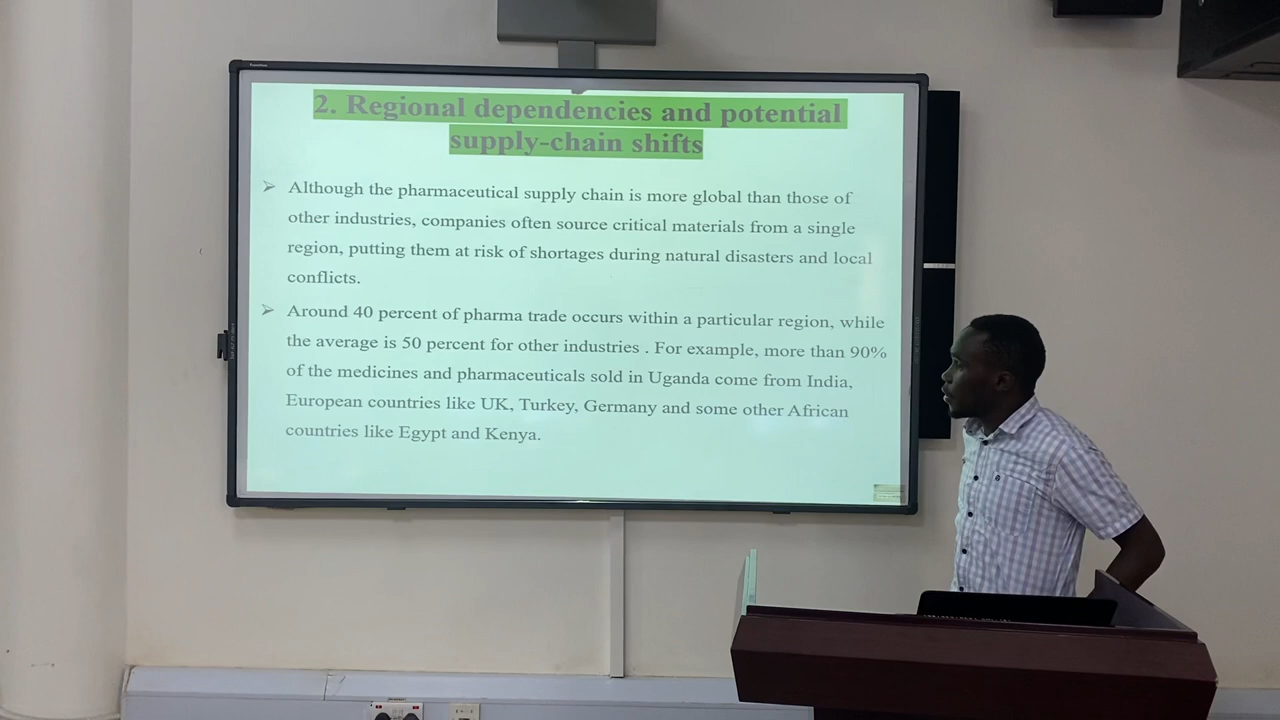 2. Regional dependencies and potential
supply-chain shifts
Although the pharmaceutical supply chain is more global than those of
other industries, companies often source critical materials from a single
region, putting them at risk of shortages during natural disasters and local
conflicts.
Around 40 percent of pharma trade occurs within a particular region, while
the average is 50 percent for other industries . For example, more than 90%
of the medicines and pharmaceuticals sold in Uganda come from India,
European countries like UK, Turkey, Germany and some other African
countries like Egypt and Kenya.